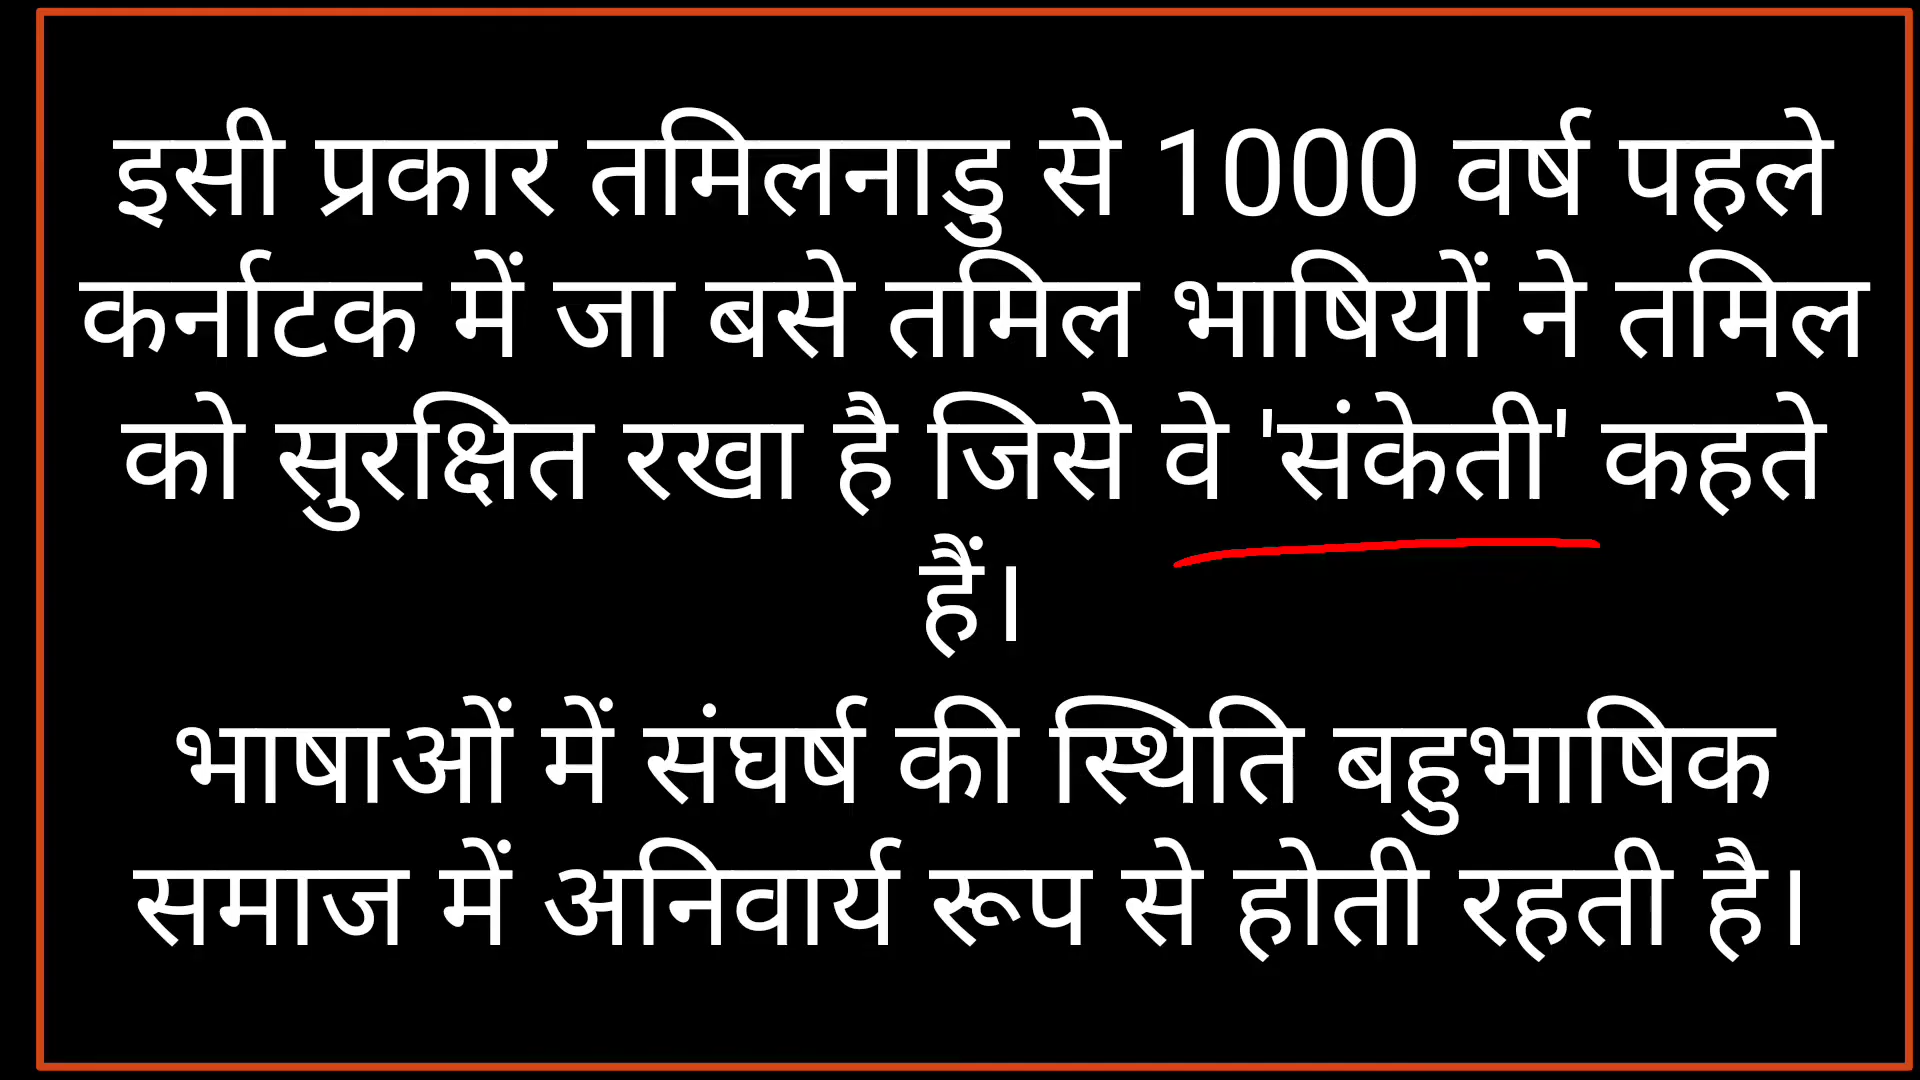 इसी प्रकार तमिलनाडु से 1000 वर्ष पहले
कर्नाटक में जा बसे तमिल भाषियों ने तमिल
को सुरक्षित रखा है जिसे वे 'संकेती' कहते
हैं।
भाषाओं में संघर्ष की स्थिति बहुभाषिक
समाज में अनिवार्य रूप से होती रहती है।